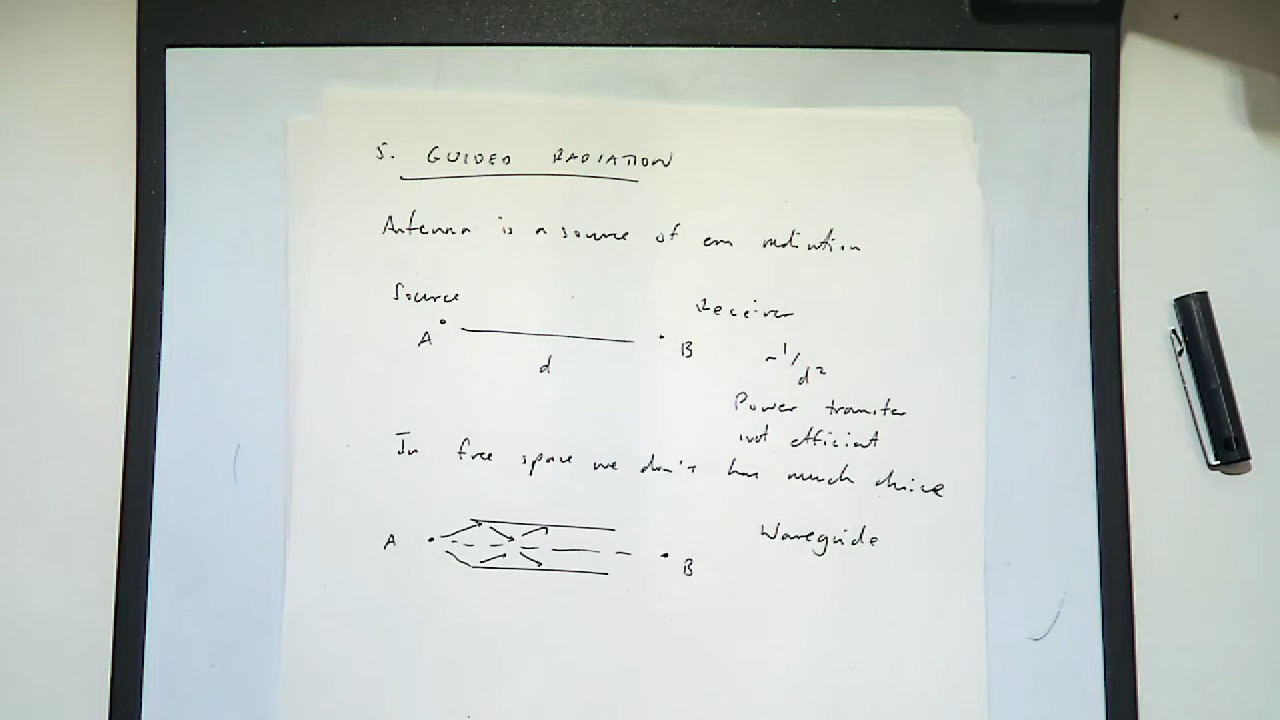 5. GUIDED RADIATION
Antenna is a source of em radiation
Source
Receiver
A
B
d
~ 1/d²
Power transfer
not efficient
In free space we don't have much choice
A
B
Waveguide